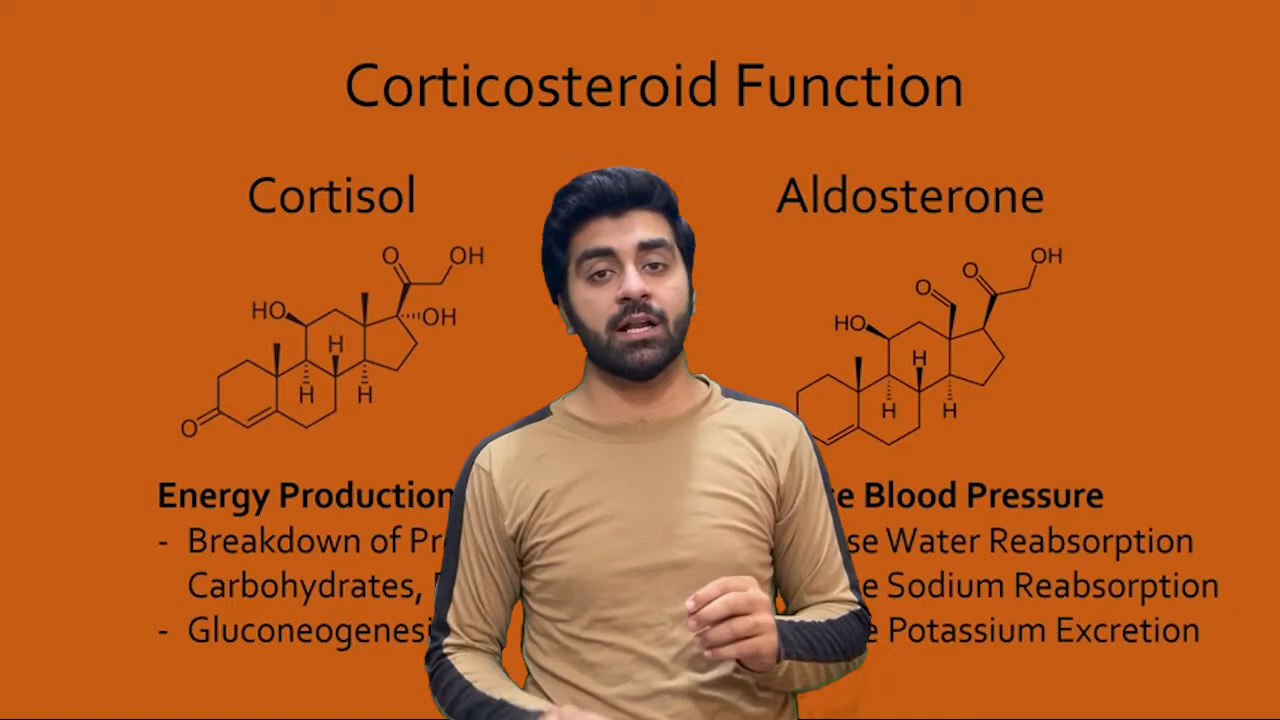 Corticosteroid Function
Cortisol
O
OH
HO
OH
H
H
H
O
Energy Production
- Breakdown of
Carbohydrates,
- Gluconeogenesi
Aldosterone
OH
O
O
HO
H
H
H
Blood Pressure
Water Reabsorption
Sodium Reabsorption
Potassium Excretion